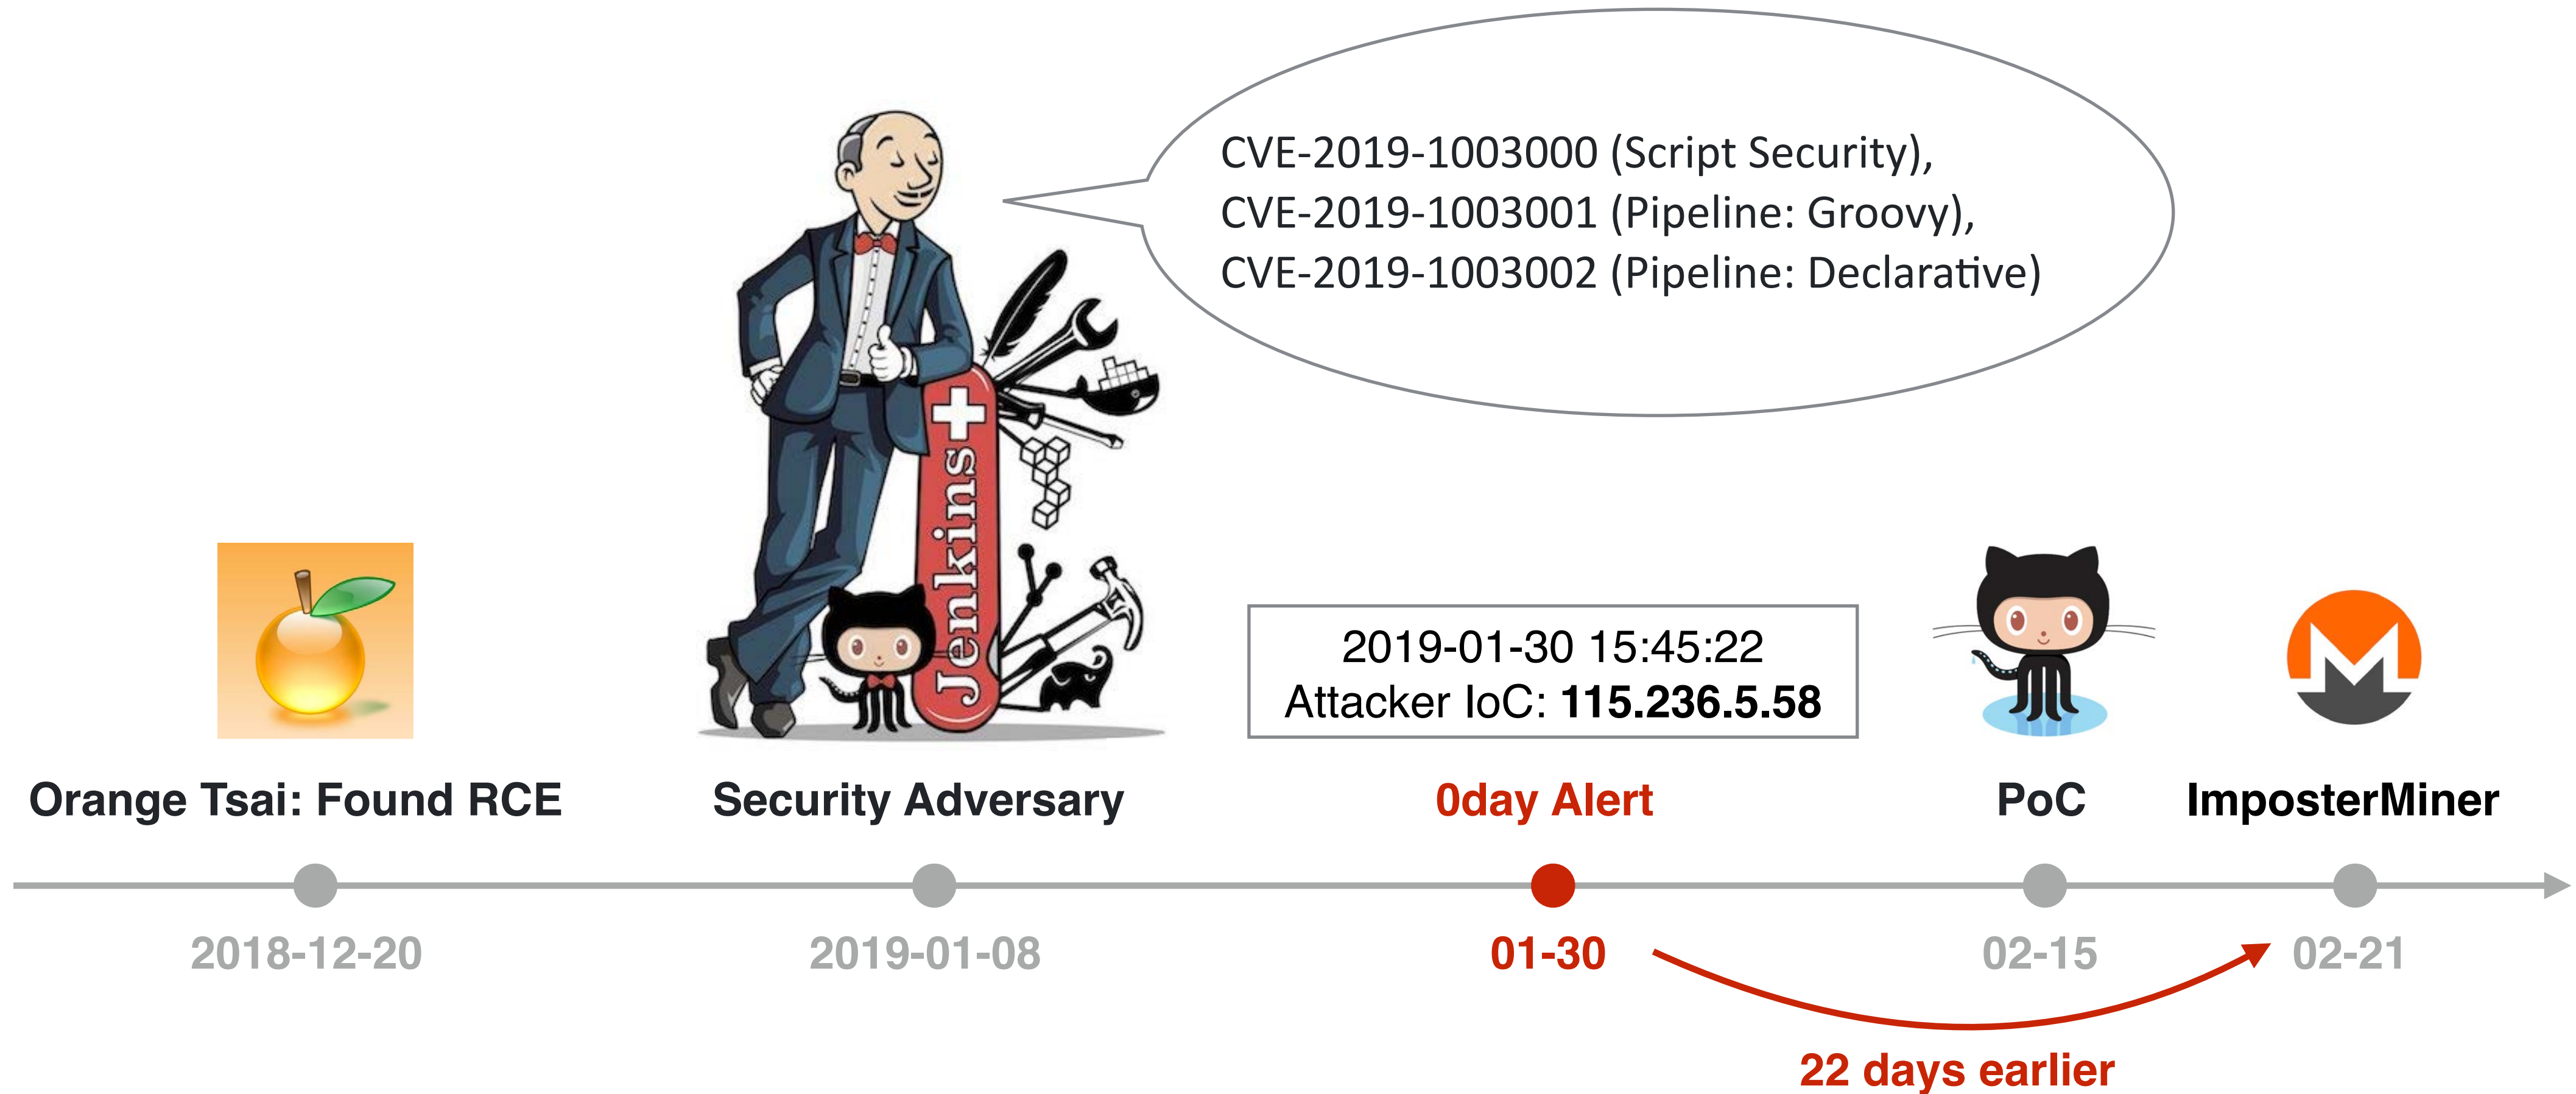 CVE-2019-1003000 (Script Security),
CVE-2019-1003001 (Pipeline: Groovy),
CVE-2019-1003002 (Pipeline: Declarative)
Jenkins
2019-01-30 15:45:22
Attacker IoC: 115.236.5.58
Orange Tsai: Found RCE
Security Adversary
0day Alert
PoC
ImposterMiner
2018-12-20
2019-01-08
01-30
02-15
02-21
22 days earlier